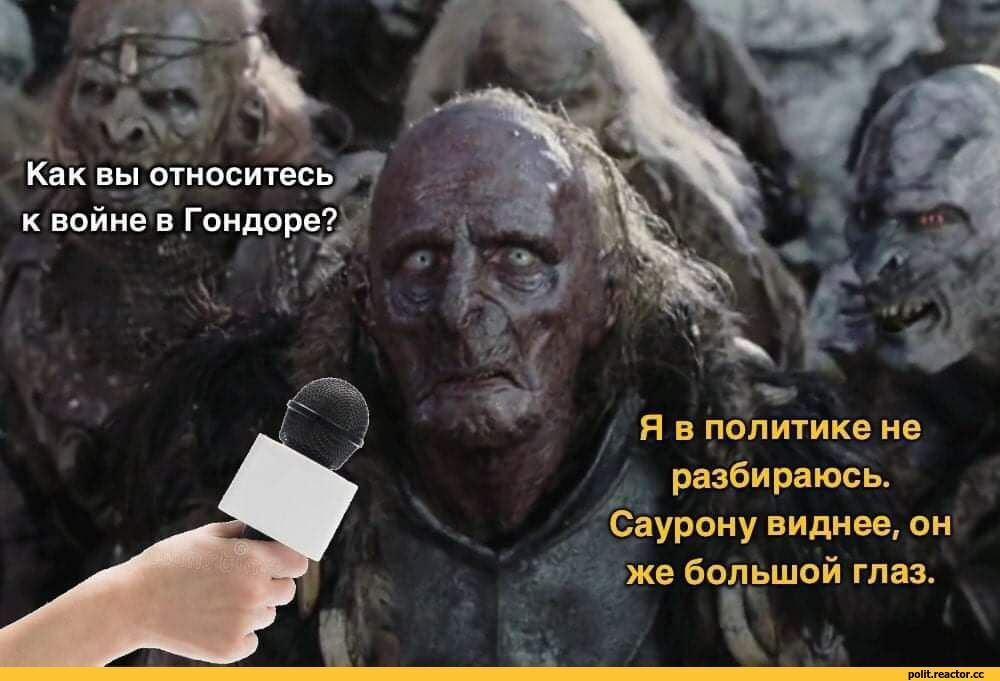 Как вы относитесь
к войне в Гондоре?
Я в политике не
разбираюсь.
Саурону виднее, он
же большой глаз.
polit.reactor.cc